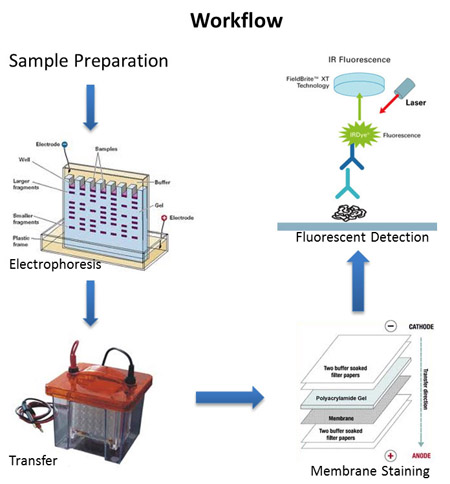 Workflow
Sample Preparation
Electrode
Samples
Well
Larger
fragments
Buffer
Gel
Smaller
fragments
Electrode
Plastic
frame
Electrophoresis
Transfer
CATHODE
Two buffer soaked
filter papers
Polyacrylamide Gel
Membrane
Two buffer soaked
filter papers
Transfer direction
ANODE
Membrane Staining
IR Fluorescence
FieldBrite™ XT
Technology
Laser
IRDye®
Fluorescence
Fluorescent Detection